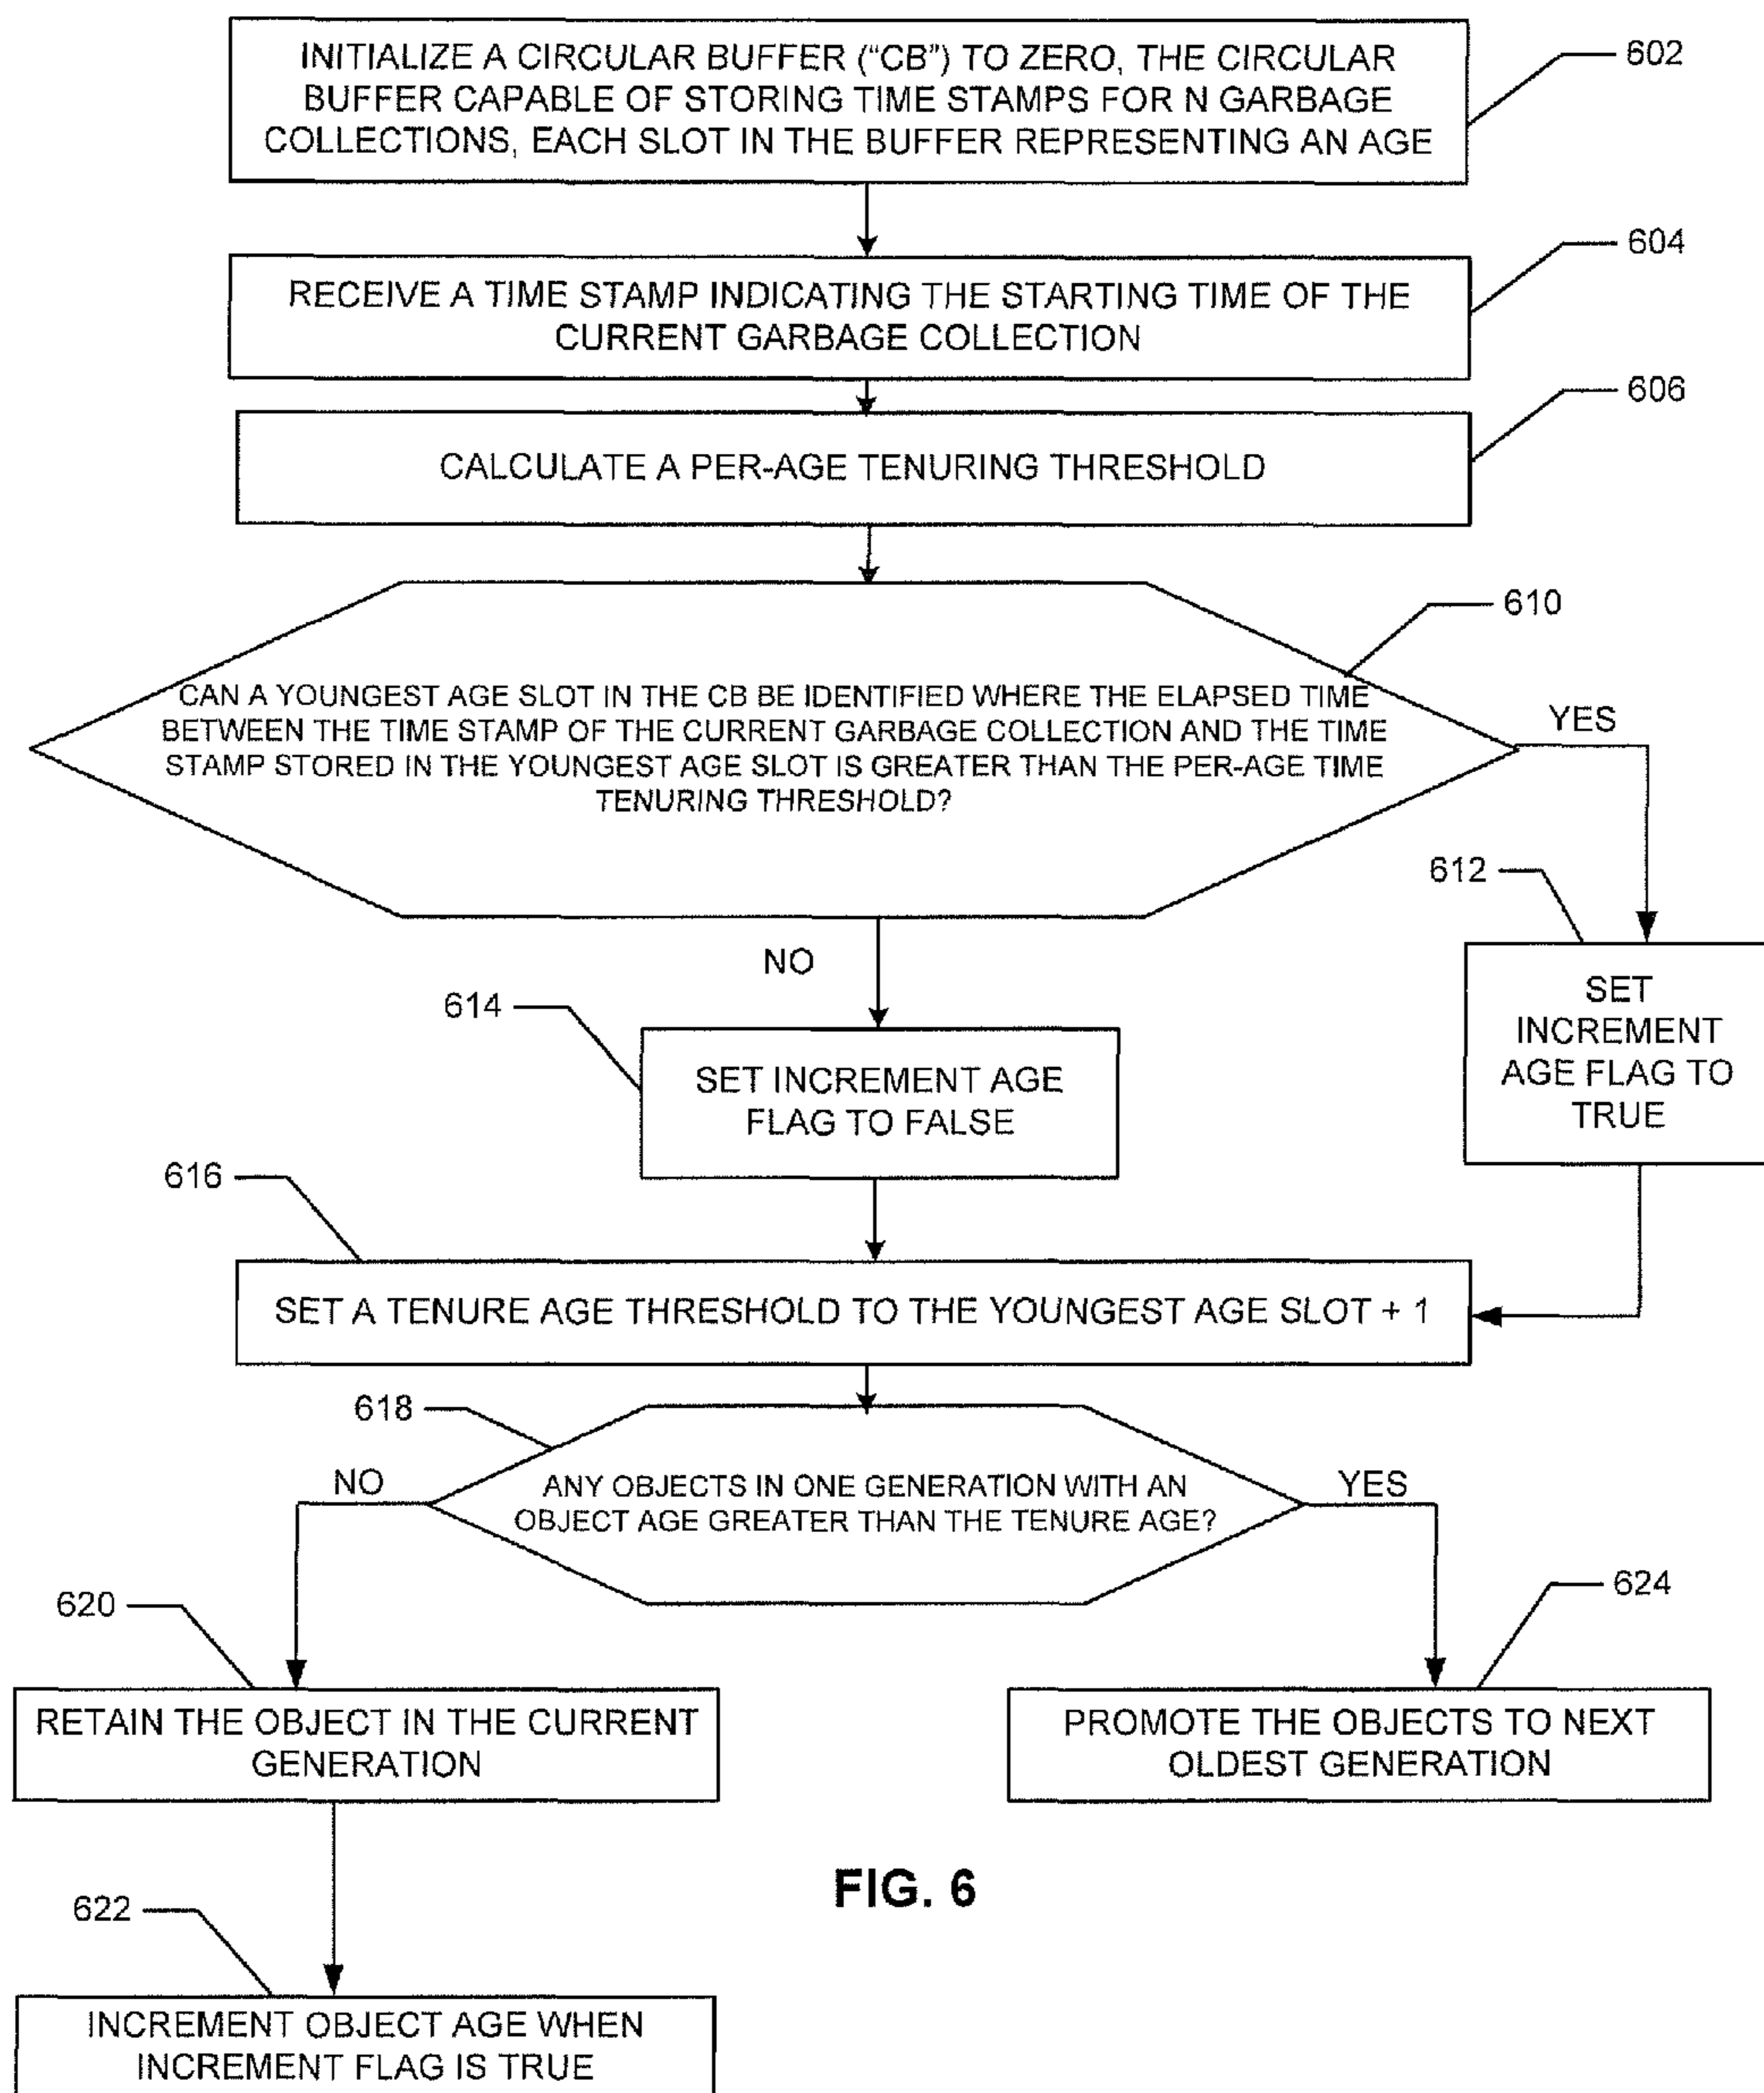 INITIALIZE A CIRCULAR BUFFER (“CB”) TO ZERO, THE CIRCULAR
BUFFER CAPABLE OF STORING TIME STAMPS FOR N GARBAGE
COLLECTIONS, EACH SLOT IN THE BUFFER REPRESENTING AN AGE
602
RECEIVE A TIME STAMP INDICATING THE STARTING TIME OF THE
CURRENT GARBAGE COLLECTION
604
CALCULATE A PER-AGE TENURING THRESHOLD
606
610
CAN A YOUNGEST AGE SLOT IN THE CB BE IDENTIFIED WHERE THE ELAPSED TIME
BETWEEN THE TIME STAMP OF THE CURRENT GARBAGE COLLECTION AND THE TIME
STAMP STORED IN THE YOUNGEST AGE SLOT IS GREATER THAN THE PER-AGE TIME
TENURING THRESHOLD?
YES
612
NO
SET
INCREMENT
AGE FLAG TO
TRUE
614
SET INCREMENT AGE
FLAG TO FALSE
616
SET A TENURE AGE THRESHOLD TO THE YOUNGEST AGE SLOT + 1
618
NO
ANY OBJECTS IN ONE GENERATION WITH AN
OBJECT AGE GREATER THAN THE TENURE AGE?
YES
620
624
RETAIN THE OBJECT IN THE CURRENT
GENERATION
PROMOTE THE OBJECTS TO NEXT
OLDEST GENERATION
FIG. 6
622
INCREMENT OBJECT AGE WHEN
INCREMENT FLAG IS TRUE